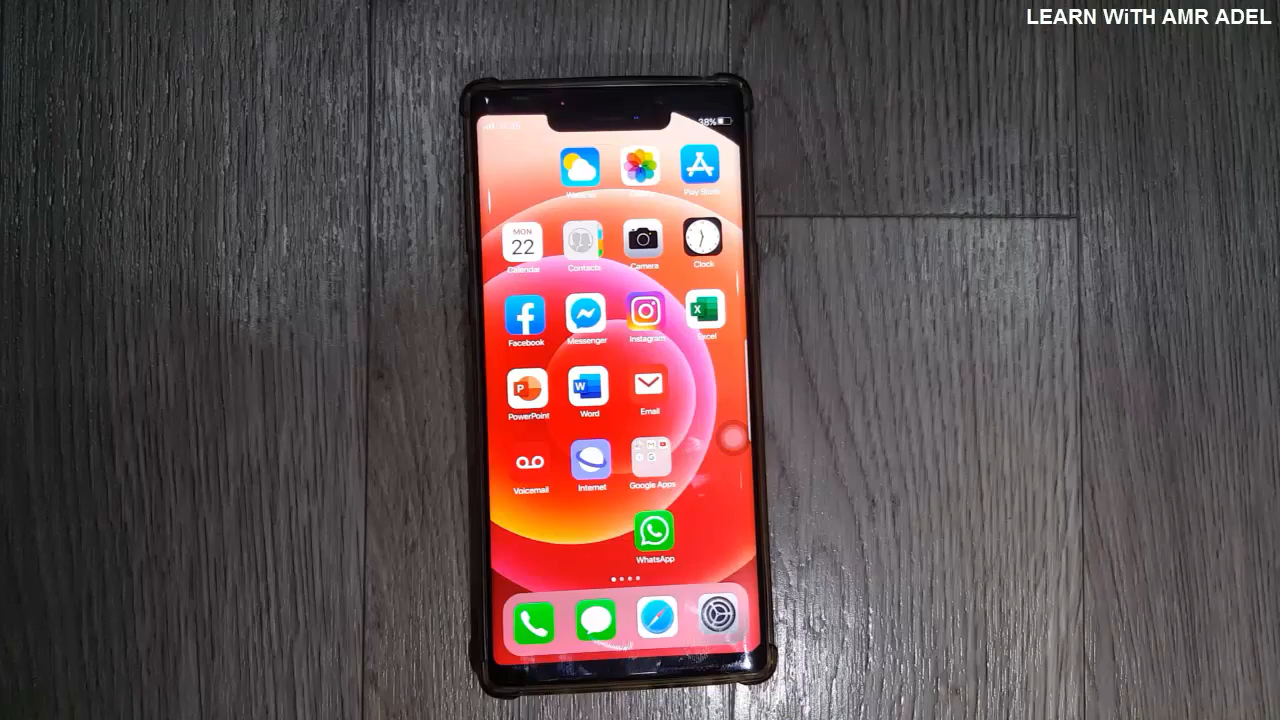 LEARN WiTH AMR ADEL
38%
Weather
Play Store
MON
22
Calendar
Contacts
Camera
Clock
Facebook
Messenger
Instagram
Excel
PowerPoint
Word
Email
Voicemail
Internet
Google Apps
WhatsApp